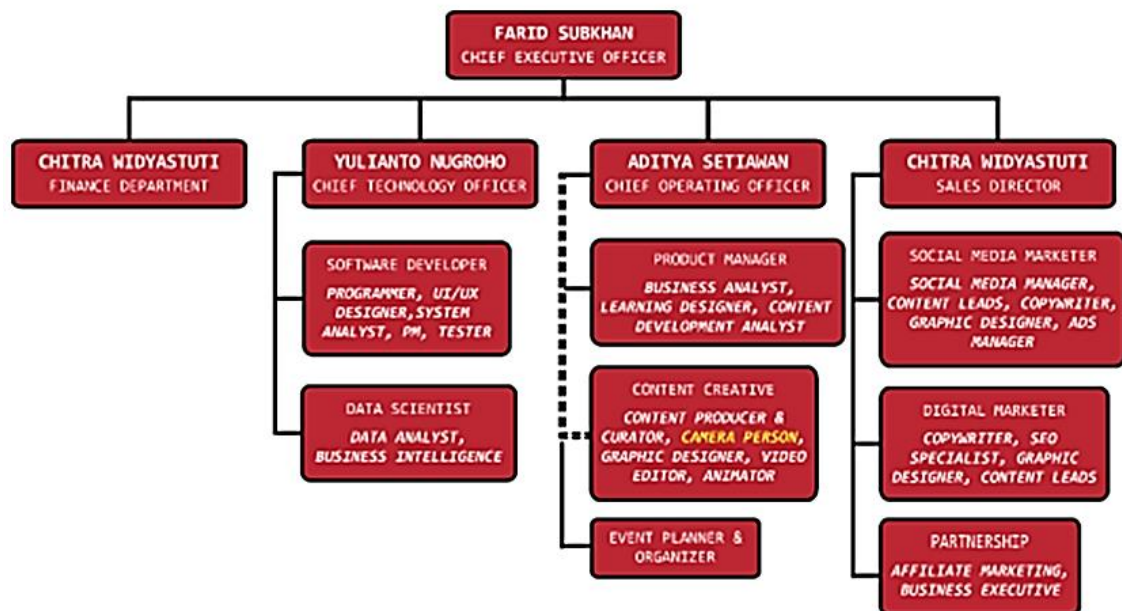 FARID SUBKHAN
CHIEF EXECUTIVE OFFICER
CHITRA WIDYASTUTI
FINANCE DEPARTMENT
YULIANTO NUGROHO
CHIEF TECHNOLOGY OFFICER
SOFTWARE DEVELOPER
PROGRAMMER, UI/UX
DESIGNER,SYSTEM
ANALYST, PM, TESTER
DATA SCIENTIST
DATA ANALYST,
BUSINESS INTELLIGENCE
ADITYA SETIAWAN
CHIEF OPERATING OFFICER
PRODUCT MANAGER
BUSINESS ANALYST,
LEARNING DESIGNER, CONTENT
DEVELOPMENT ANALYST
CONTENT CREATIVE
CONTENT PRODUCER &
CURATOR, CAMERA PERSON,
GRAPHIC DESIGNER, VIDEO
EDITOR, ANIMATOR
EVENT PLANNER &
ORGANIZER
CHITRA WIDYASTUTI
SALES DIRECTOR
SOCIAL MEDIA MARKETER
SOCIAL MEDIA MANAGER,
CONTENT LEADS, COPYWRITER,
GRAPHIC DESIGNER, ADS
MANAGER
DIGITAL MARKETER
COPYWRITER, SEO
SPECIALIST, GRAPHIC
DESIGNER, CONTENT LEADS
PARTNERSHIP
AFFILIATE MARKETING,
BUSINESS EXECUTIVE